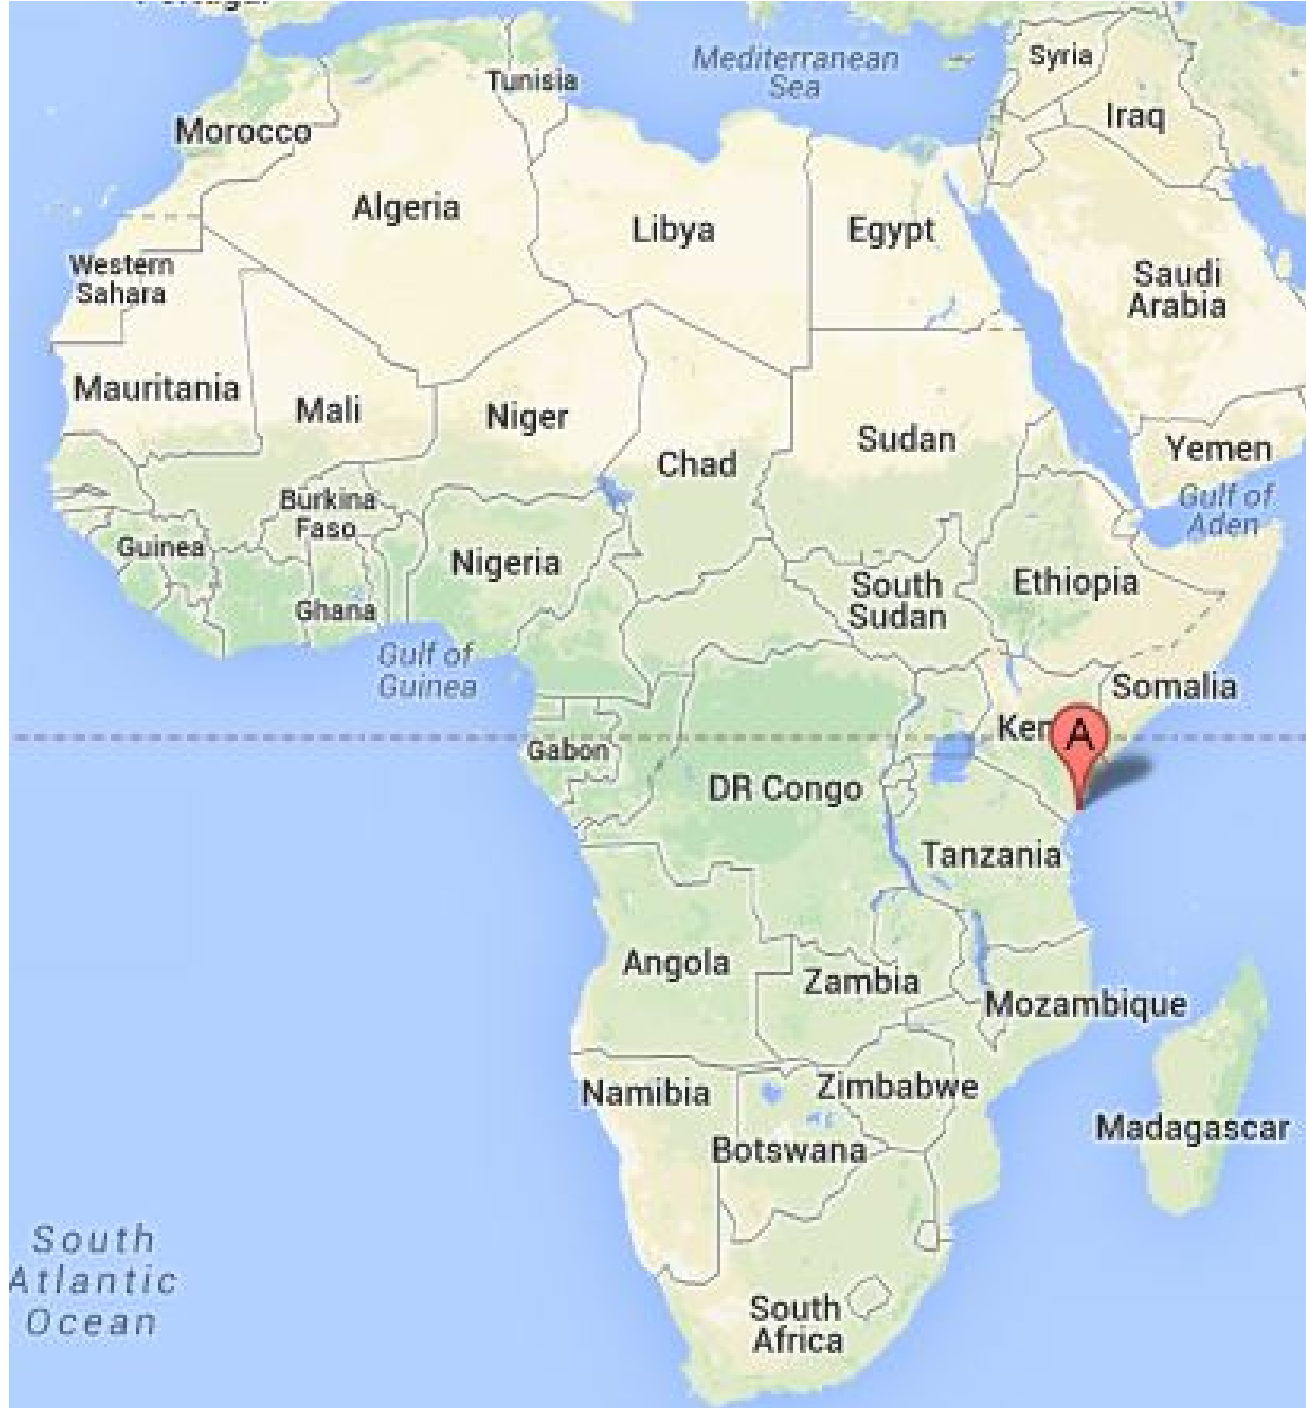 Portugal
Mediterranean
Sea
Syria
Tunisia
Iraq
Morocco
Algeria
Libya
Egypt
Western
Sahara
Saudi
Arabia
Mauritania
Mali
Niger
Chad
Sudan
Yemen
Gulf of
Aden
Burkina
Faso
Guinea
Nigeria
Ghana
South
Sudan
Ethiopia
Gulf of
Guinea
Somalia
Ken
A
Gabon
DR Congo
Tanzania
Angola
Zambia
Mozambique
Namibia
Zimbabwe
Botswana
Madagascar
South
Atlantic
Ocean
South
Africa